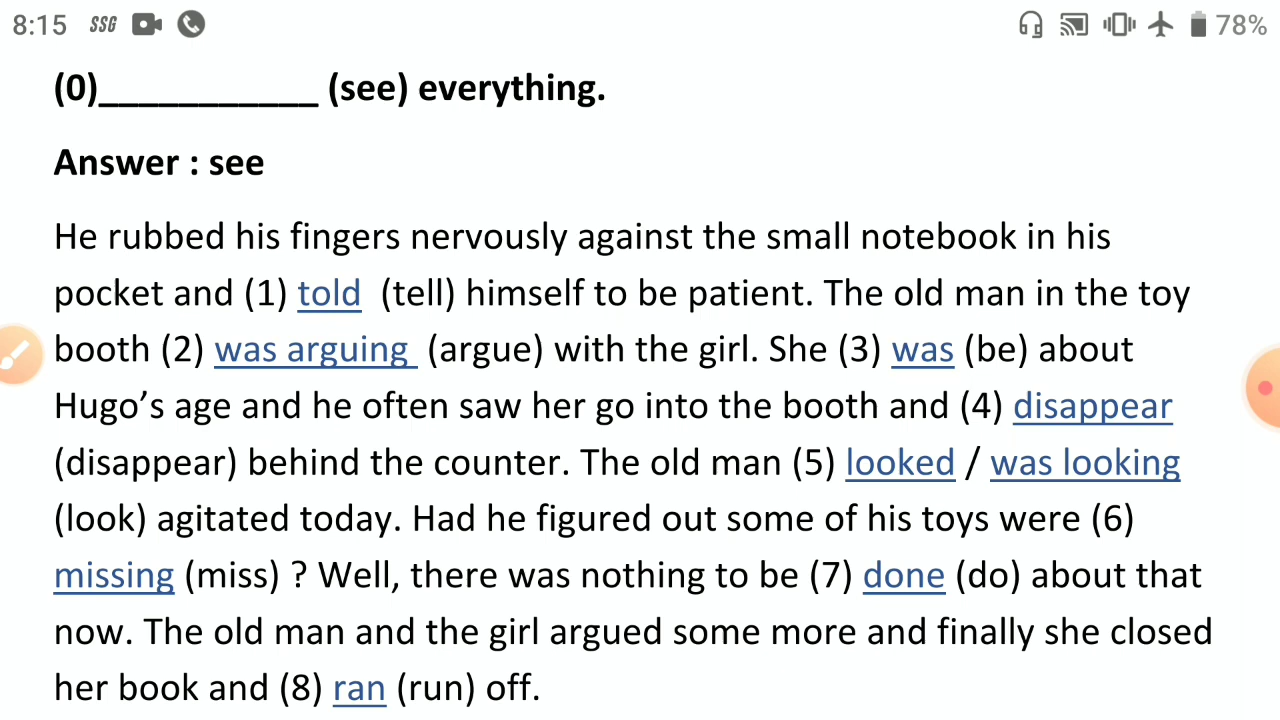 8:15 SSG 78%
(0)___________ (see) everything.
Answer : see
He rubbed his fingers nervously against the small notebook in his
pocket and (1) told (tell) himself to be patient. The old man in the toy
booth (2) was arguing (argue) with the girl. She (3) was (be) about
Hugo’s age and he often saw her go into the booth and (4) disappear
(disappear) behind the counter. The old man (5) looked / was looking
(look) agitated today. Had he figured out some of his toys were (6)
missing (miss) ? Well, there was nothing to be (7) done (do) about that
now. The old man and the girl argued some more and finally she closed
her book and (8) ran (run) off.